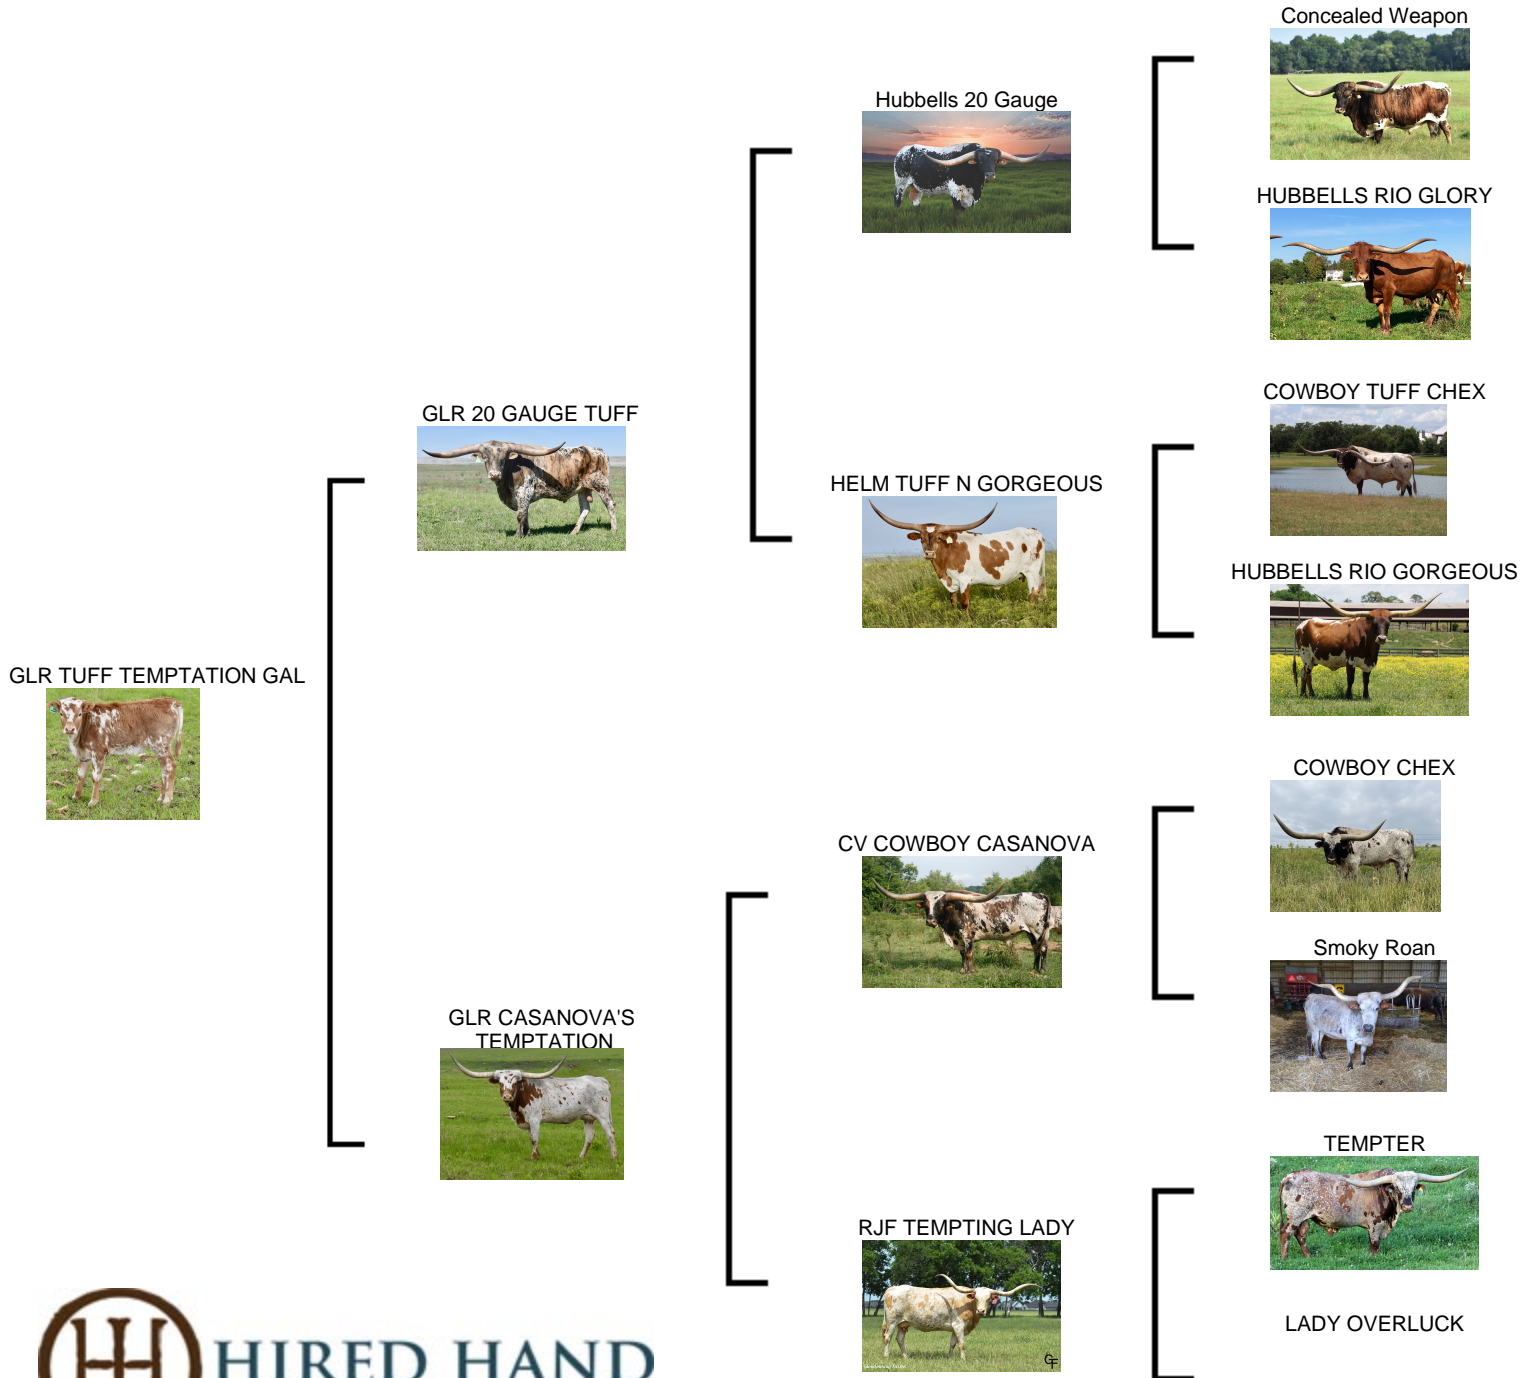 Concealed Weapon
Hubbells 20 Gauge
HUBBELLS RIO GLORY
GLR 20 GAUGE TUFF
COWBOY TUFF CHEX
HELM TUFF N GORGEOUS
HUBBELLS RIO GORGEOUS
GLR TUFF TEMPTATION GAL
COWBOY CHEX
CV COWBOY CASANOVA
Smoky Roan
GLR CASANOVA'S
TEMPTATION
TEMPTER
RJF TEMPTING LADY
LADY OVERLUCK
HIRED HAND